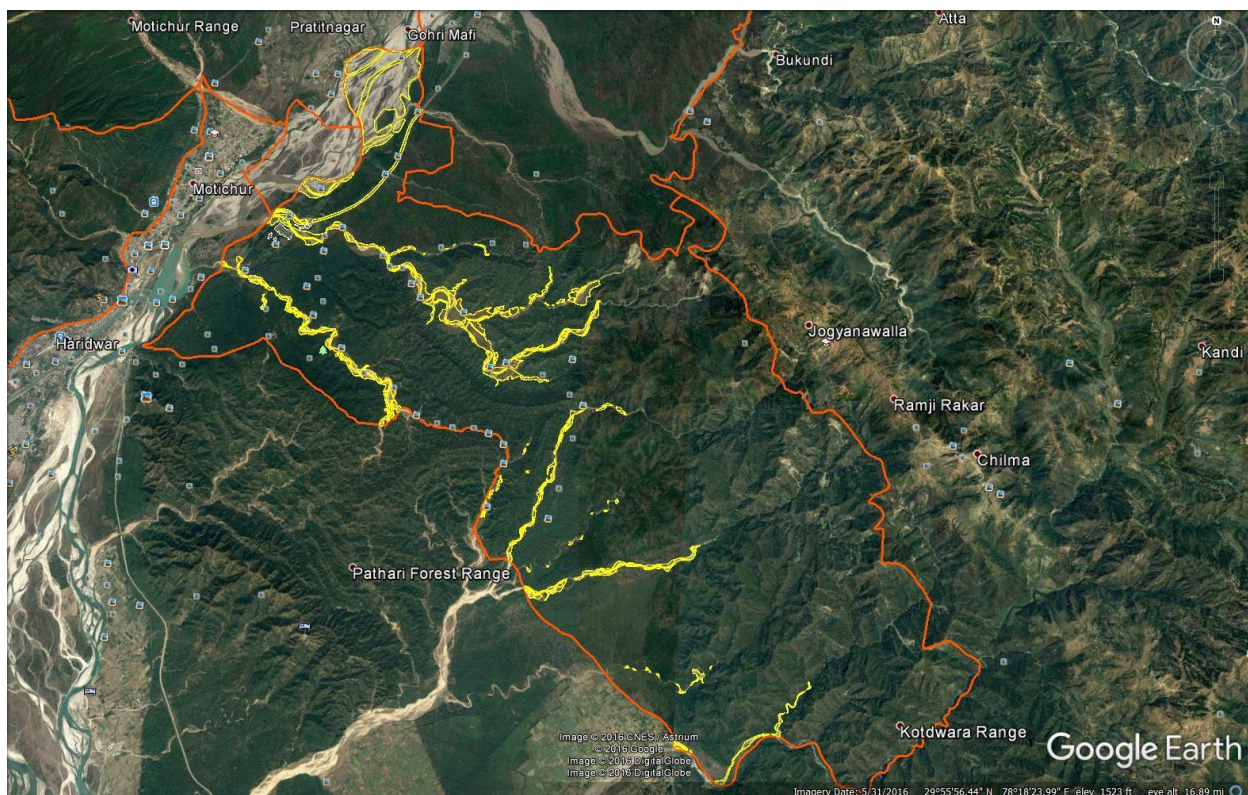 Motichur Range
Pratitnagar
Gohri Mafi
Atta
N
Bukundi
Motichur
Haridwar
Jogyanawalla
Kandi
Ramji Rakar
Chilma
Pathari Forest Range
Kotdwara Range
Image © 2016 CNES / Astrium
© 2016 Google
Image © 2016 DigitalGlobe
Image © 2016 DigitalGlobe
Google Earth
Imagery Date: 5/31/2016 29°55'56.44" N 78°18'23.99" E elev 1523 ft eye alt 16.89 mi